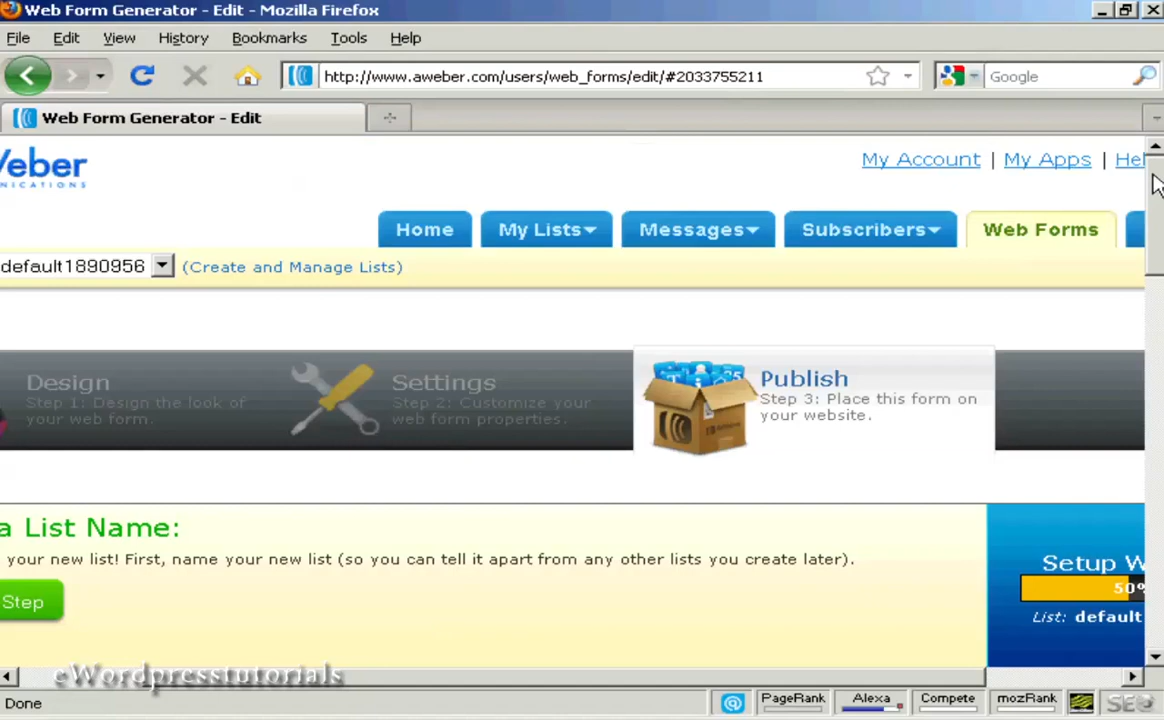 Web Form Generator - Edit - Mozilla Firefox
File Edit View History Bookmarks Tools Help
http://www.aweber.com/users/web_forms/edit/#2033755211 Google
Web Form Generator - Edit
Weber
My Account | My Apps | Hel
Home My Lists Messages Subscribers Web Forms
default1890956 (Create and Manage Lists)
Design
Step 1: Design the look of
your web form.
Settings
Step 2: Customize your
web form properties.
Publish
Step 3: Place this form on
your website.
a List Name:
your new list! First, name your new list (so you can tell it apart from any other lists you create later).
Step
Setup W
50%
List: default
eWordpresstutorials
Done PageRank Alexa Compete mozRank SEO